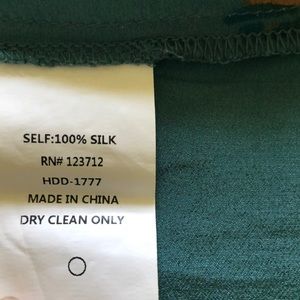 SELF:100% SILK
RN# 123712
HDD-1777
MADE IN CHINA
DRY CLEAN ONLY